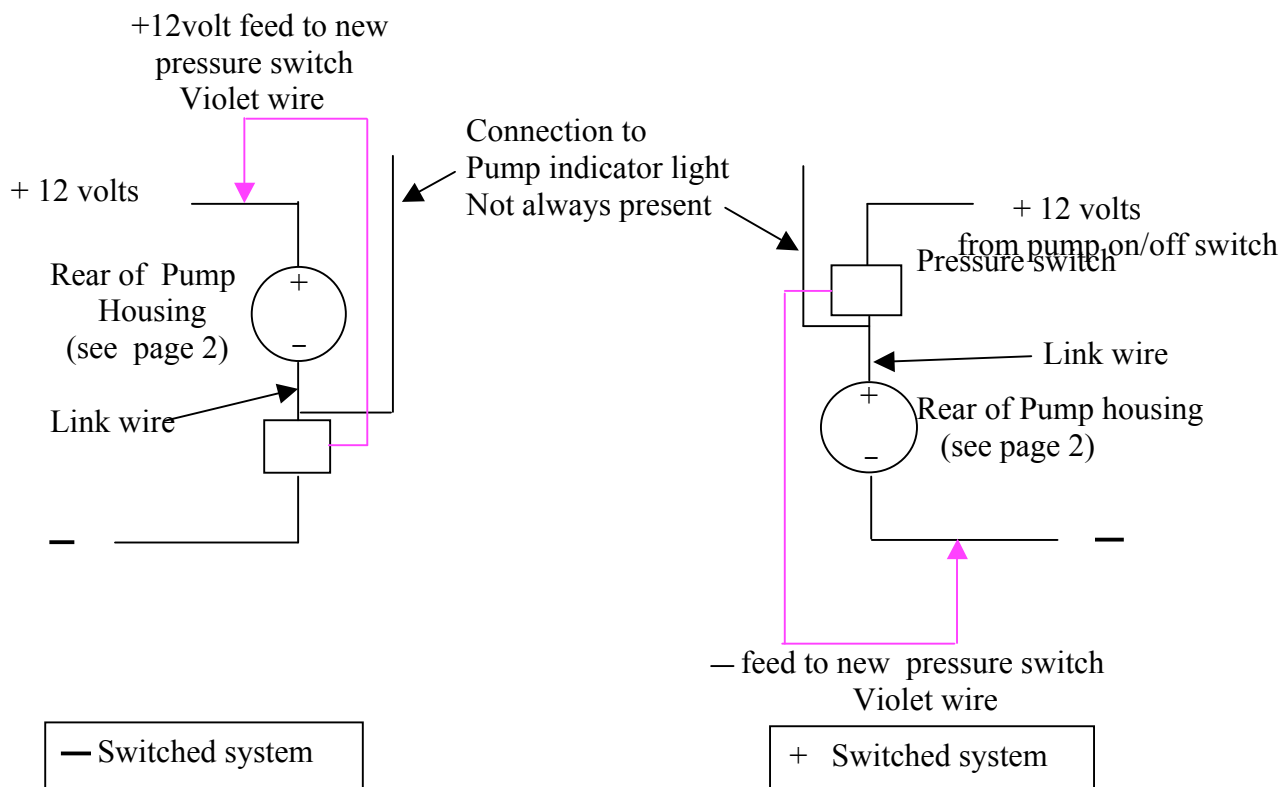 +12volt feed to new
pressure switch
Violet wire
+ 12 volts
Connection to
Pump indicator light
Not always present
Rear of Pump
Housing
(see page 2)
+
–
Link wire
–
– Switched system
+ 12 volts
from pump on/off switch
Pressure switch
Link wire
+
–
Rear of Pump housing
(see page 2)
–
– feed to new pressure switch
Violet wire
+ Switched system